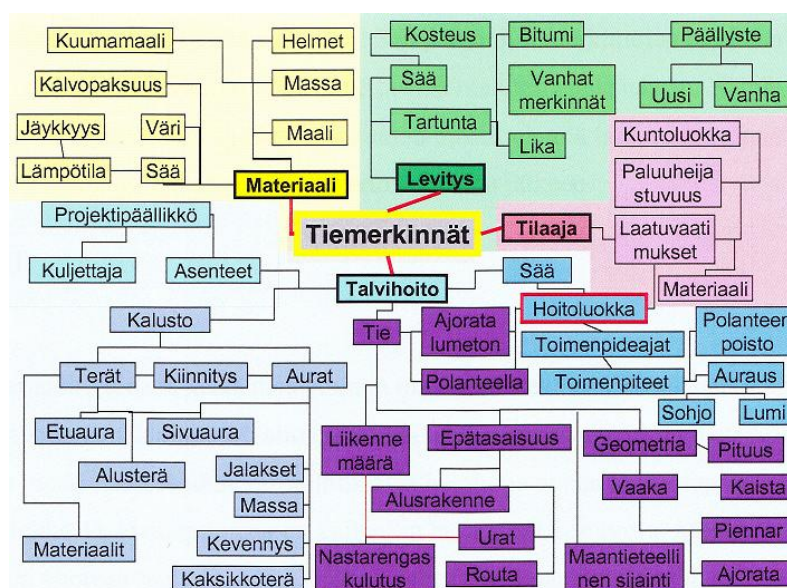 Kuumamaali
Helmet
Kalvopaksuus
Massa
Jäykkyys
Väri
Maali
Lämpötila
Sää
Materiaali
Kosteus
Bitumi
Päällyste
Sää
Vanhat
merkinnät
Uusi
Vanha
Tartunta
Lika
Levitys
Kuntoluokka
Paluuheija
stuvuus
Tilaaja
Laatuvaati
mukset
Materiaali
Tiemerkinnät
Projektipäällikkö
Kuljettaja
Asenteet
Talvihoito
Sää
Hoitoluokka
Kalusto
Tie
Ajorata
lumeton
Toimenpideajat
Polanteen
poisto
Polanteella
Toimenpiteet
Auraus
Sohjo
Lumi
Terät
Kiinnitys
Aurat
Etuaura
Sivuaura
Alusterä
Jalakset
Massa
Materiaalit
Kevennys
Kaksikkoterä
Liikenne
määrä
Epätasaisuus
Geometria
Pituus
Alusrakenne
Vaaka
Kaista
Urat
Piennar
Nastarengas
kulutus
Routa
Maantieteelli
nen sijainti
Ajorata